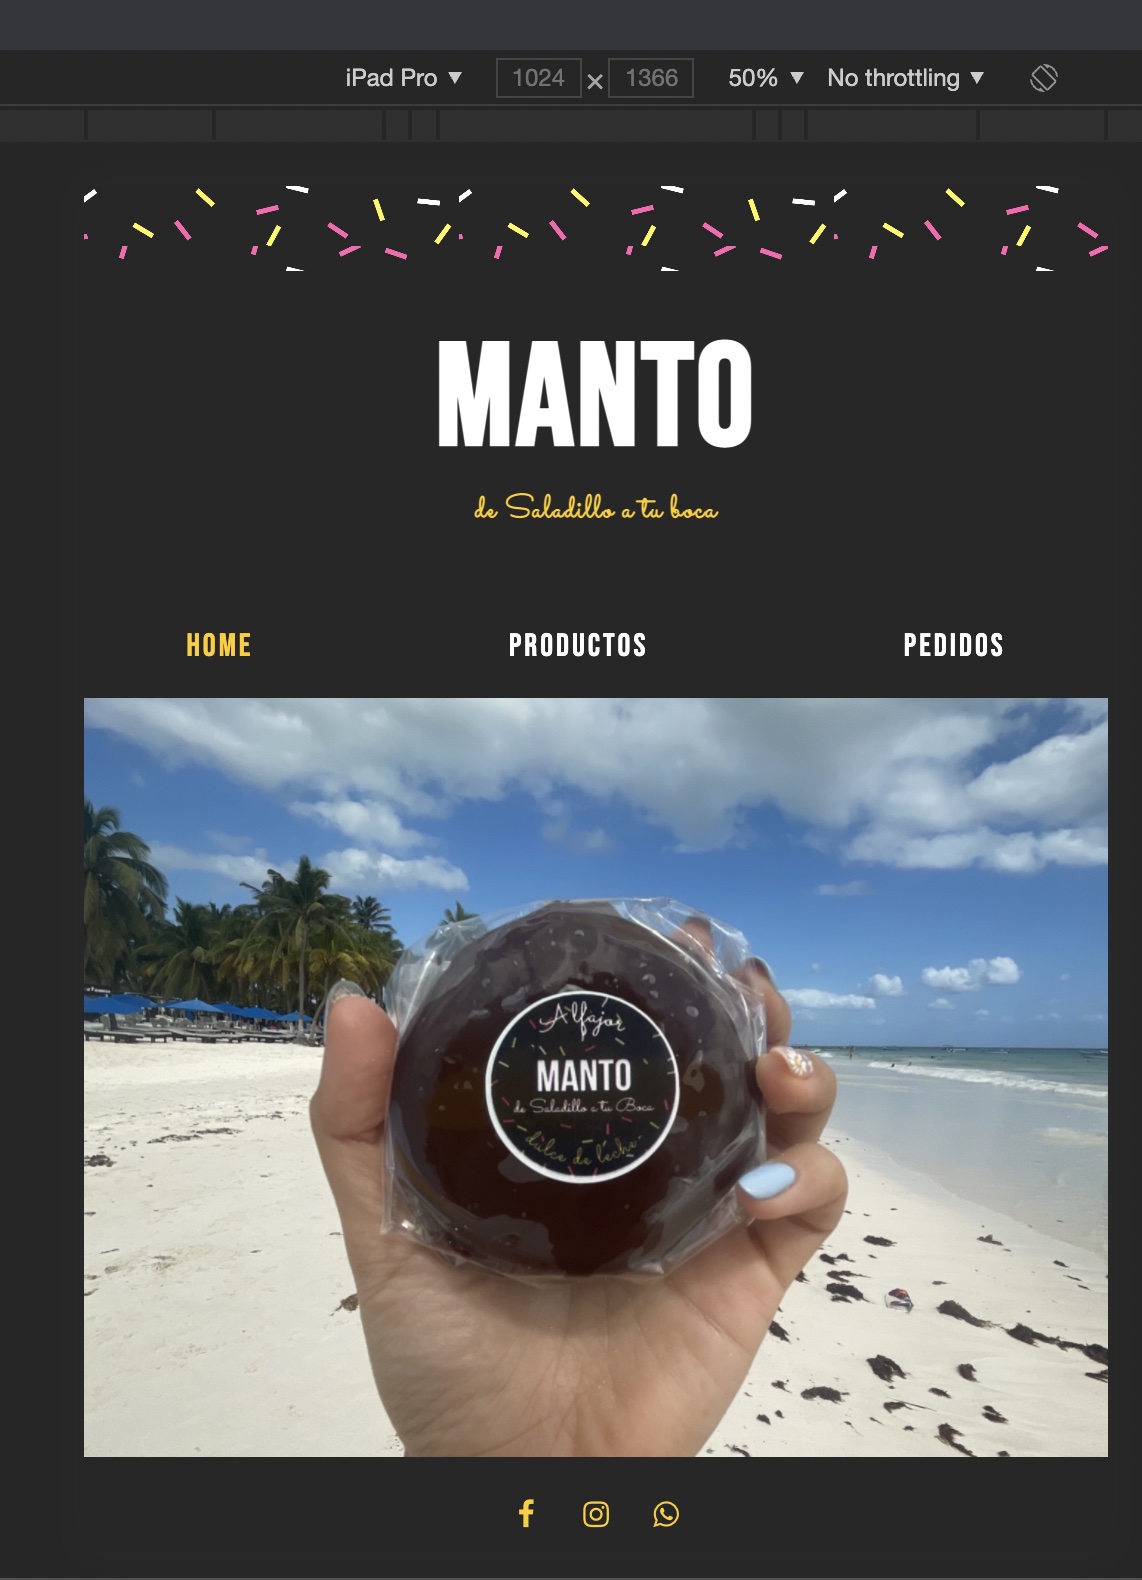 iPad Pro ▼ 1024 × 1366 50% ▼ No throttling ▼
MANTO
de Saladillo a tu boca
HOME PRODUCTOS PEDIDOS
Alfajor
MANTO
de Saladillo a tu Boca
dulce de leche